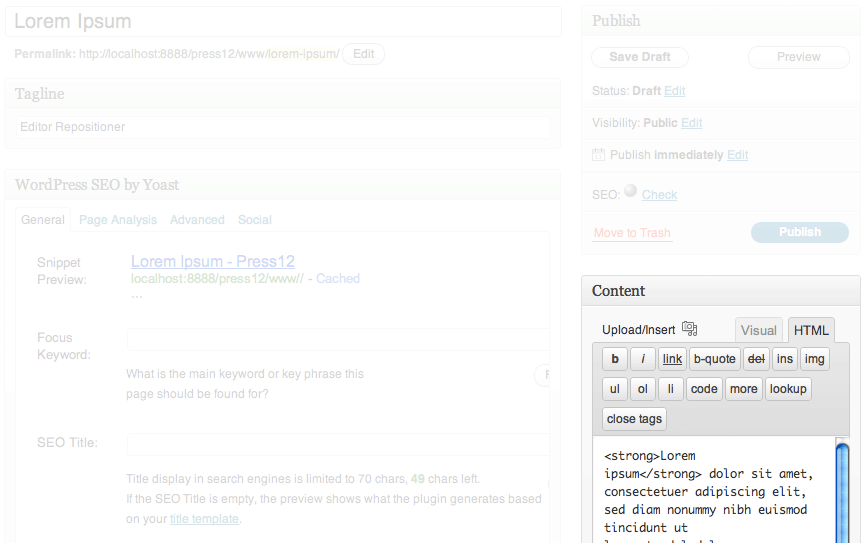 Lorem Ipsum
Permalink: http://localhost:8888/press12/www/lorem-ipsum/ Edit
Tagline
Editor Repositioner
WordPress SEO by Yoast
General Page Analysis Advanced Social
Snippet Preview:
Lorem Ipsum - Press12
localhost:8888/press12/www// - Cached
...
Focus Keyword:
What is the main keyword or key phrase this
page should be found for?
SEO Title:
Title display in search engines is limited to 70 chars, 49 chars left.
If the SEO Title is empty, the preview shows what the plugin generates based
on your title template.
Publish
Save Draft Preview
Status: Draft Edit
Visibility: Public Edit
Publish immediately Edit
SEO: Check
Move to Trash Publish
Content
Upload/Insert Visual HTML
b i link b-quote del ins img
ul ol li code more lookup
close tags
<strong>Lorem
ipsum</strong> dolor sit amet,
consectetuer adipiscing elit,
sed diam nonummy nibh euismod
tincidunt ut